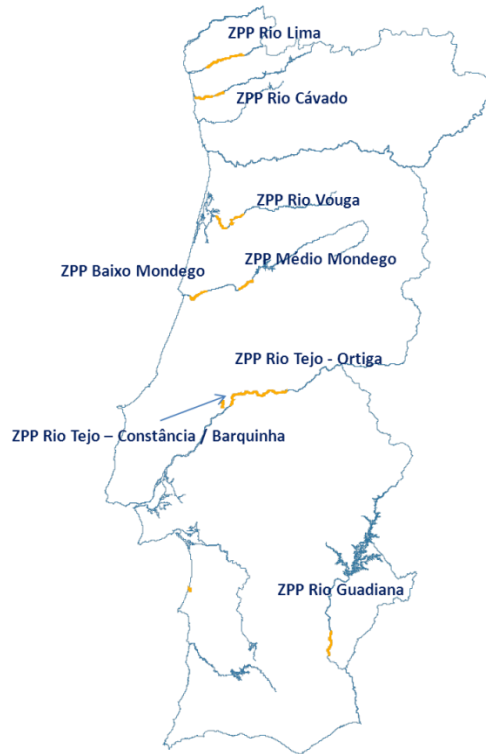 ZPP Rio Lima
ZPP Rio Cávado
ZPP Rio Vouga
ZPP Médio Mondego
ZPP Baixo Mondego
ZPP Rio Tejo - Ortiga
ZPP Rio Tejo – Constância / Barquinha
ZPP Rio Guadiana